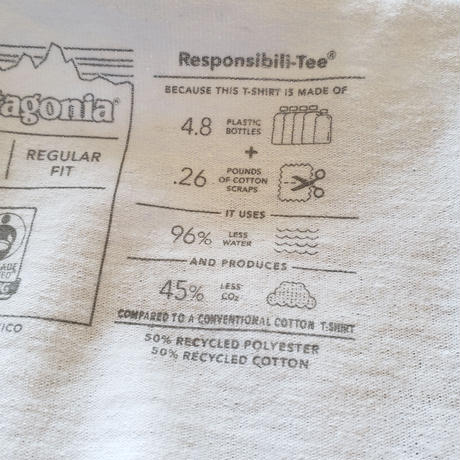 agonia®
REGULAR
FIT
ICO
Responsibili-Tee®
BECAUSE THIS T-SHIRT IS MADE OF
4.8 PLASTIC
BOTTLES
+
.26 POUNDS
OF COTTON
SCRAPS
IT USES
96% LESS
WATER
AND PRODUCES
45% LESS
CO₂
COMPARED TO A CONVENTIONAL COTTON T-SHIRT
50% RECYCLED POLYESTER
50% RECYCLED COTTON